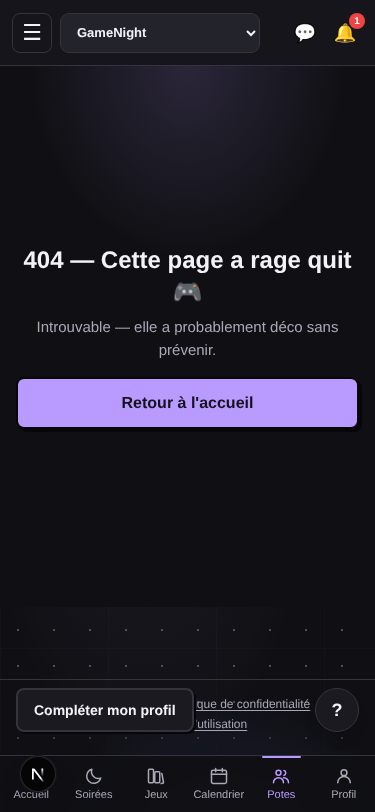 GameNight
1
404 — Cette page a rage quit
Introuvable — elle a probablement déco sans
prévenir.
Retour à l'accueil
Compléter mon profil
de confidentialité
?
utilisation
N
Accueil
Soirées
Jeux
Calendrier
Potes
Profil